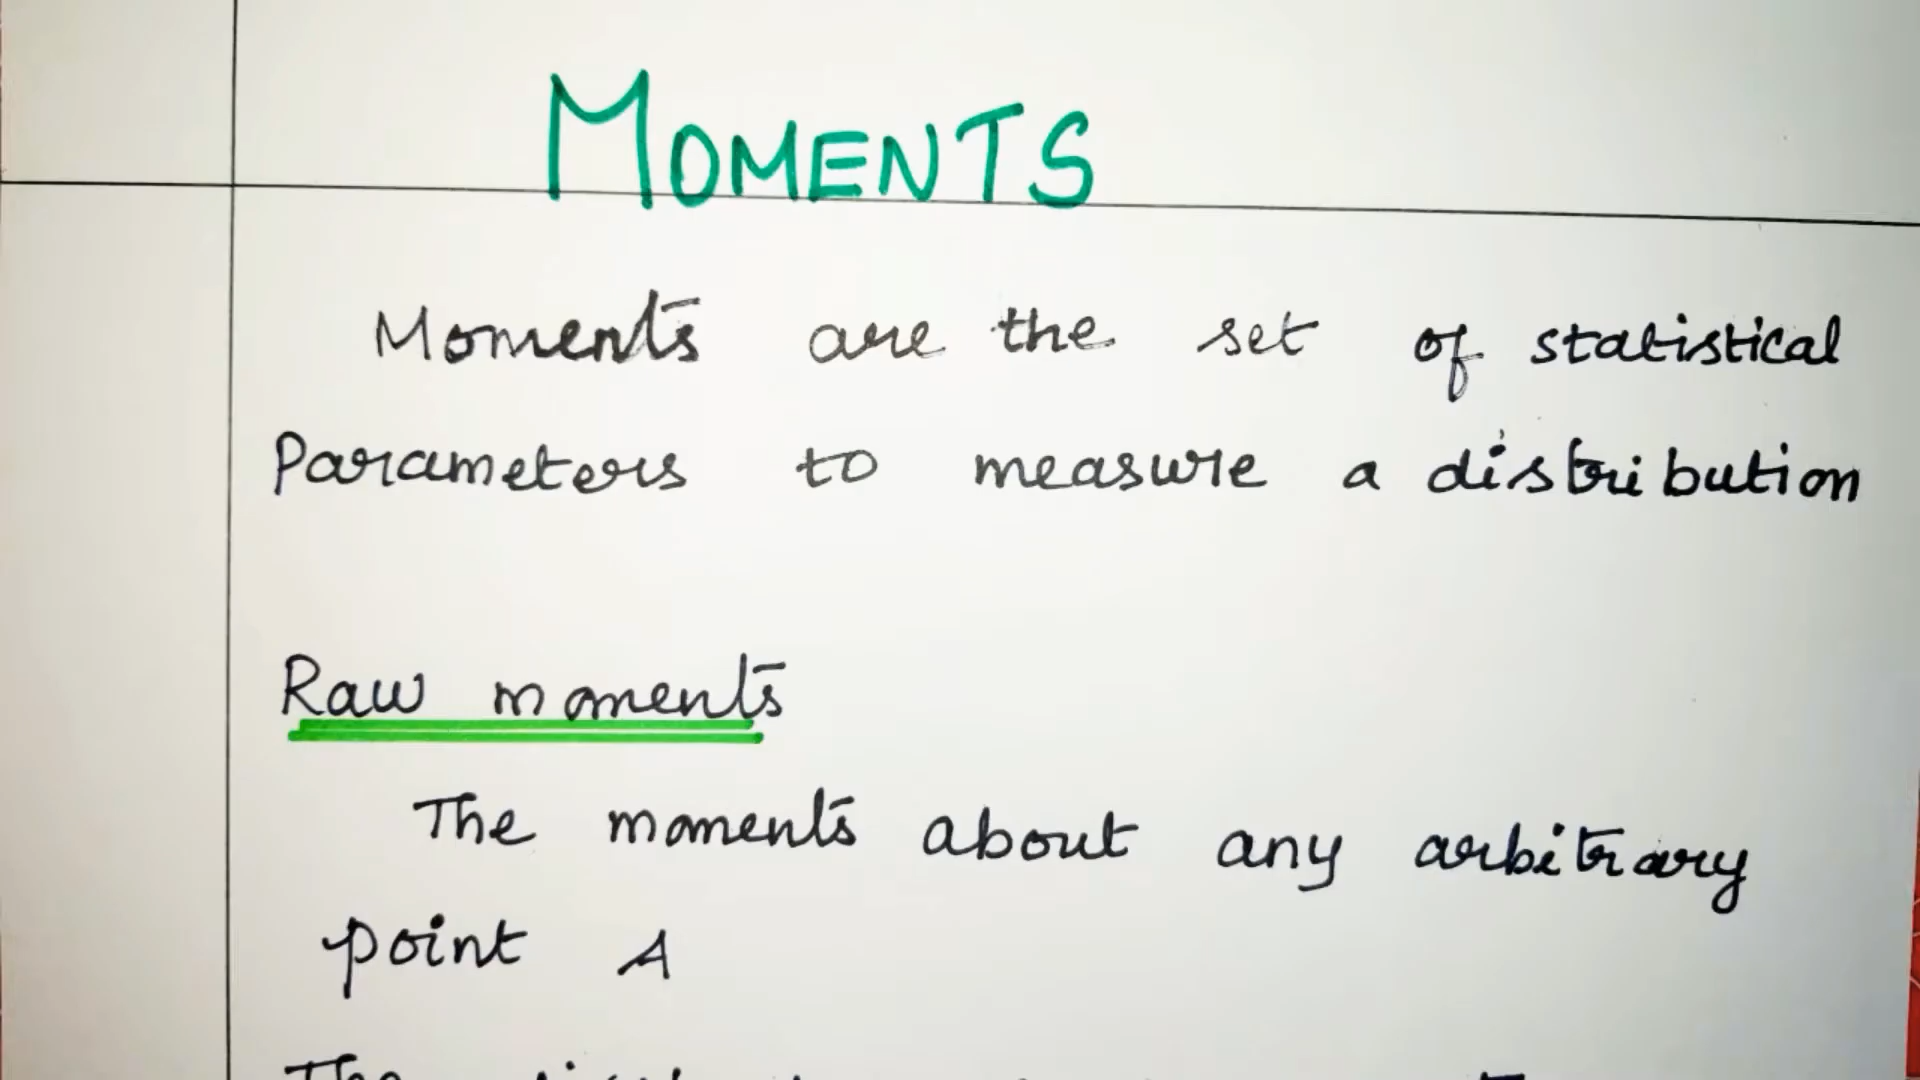 MOMENTS
Moments are the set of statistical
Parameters to measure a distribution
Raw moments
The moments about any arbitrary
point A
The